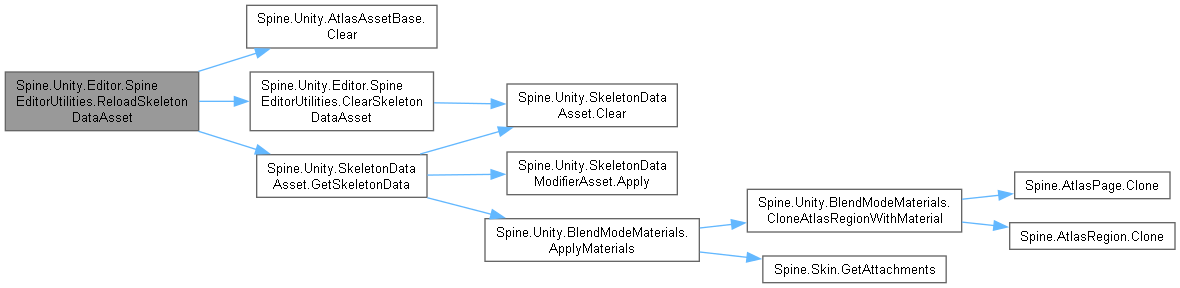 Spine.Unity.AtlasAssetBase.
Clear
Spine.Unity.Editor.Spine
EditorUtilities.ReloadSkeleton
DataAsset
Spine.Unity.Editor.Spine
EditorUtilities.ClearSkeleton
DataAsset
Spine.Unity.SkeletonData
Asset.Clear
Spine.Unity.SkeletonData
Asset.GetSkeletonData
Spine.Unity.SkeletonData
ModifierAsset.Apply
Spine.Unity.BlendModeMaterials.
ApplyMaterials
Spine.Unity.BlendModeMaterials.
CloneAtlasRegionWithMaterial
Spine.AtlasPage.Clone
Spine.AtlasRegion.Clone
Spine.Skin.GetAttachments